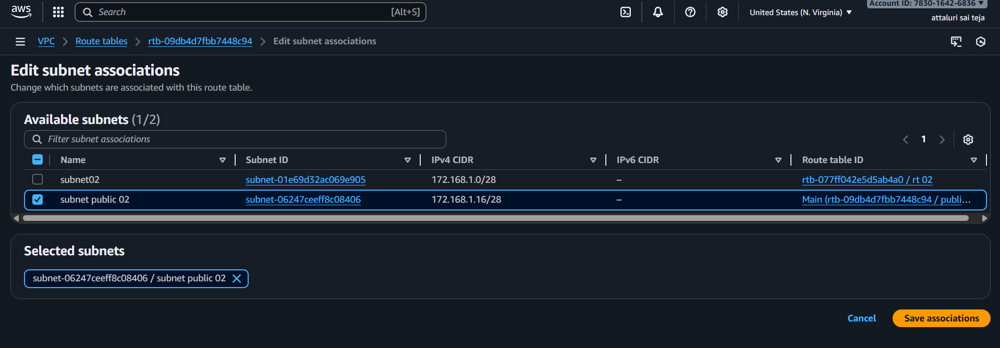 aws
Search [Alt+S]
United States (N. Virginia)
Account ID: 7830-1642-6836
attaluri sai teja
VPC Route tables rtb-09db4d7fbb7448c94 Edit subnet associations
Edit subnet associations
Change which subnets are associated with this route table.
Available subnets (1/2)
Filter subnet associations
1
Name Subnet ID IPv4 CIDR IPv6 CIDR Route table ID
subnet02 subnet-01e69d32ac069e905 172.168.1.0/28 – rtb-077ff042e5d5ab4a0 / rt 02
subnet public 02 subnet-06247ceeff8c08406 172.168.1.16/28 – Main (rtb-09db4d7fbb7448c94 / publi...
Selected subnets
subnet-06247ceeff8c08406 / subnet public 02
Cancel Save associations